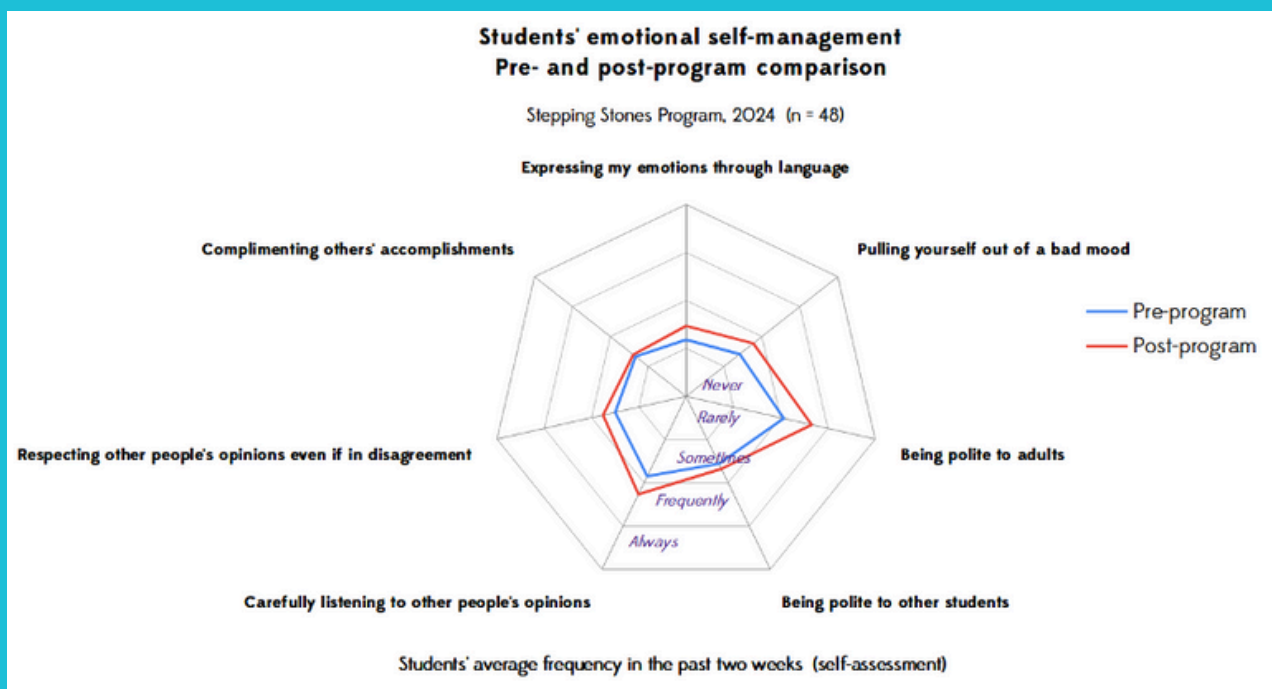 Students' emotional self-management
Pre- and post-program comparison
Stepping Stones Program, 2024 (n = 48)
Expressing my emotions through language
Complimenting others' accomplishments
Pulling yourself out of a bad mood
Pre-program
Post-program
Never
Rarely
Respecting other people's opinions even if in disagreement
Sometimes
Being polite to adults
Frequently
Always
Carefully listening to other people's opinions
Being polite to other students
Students' average frequency in the past two weeks (self-assessment)